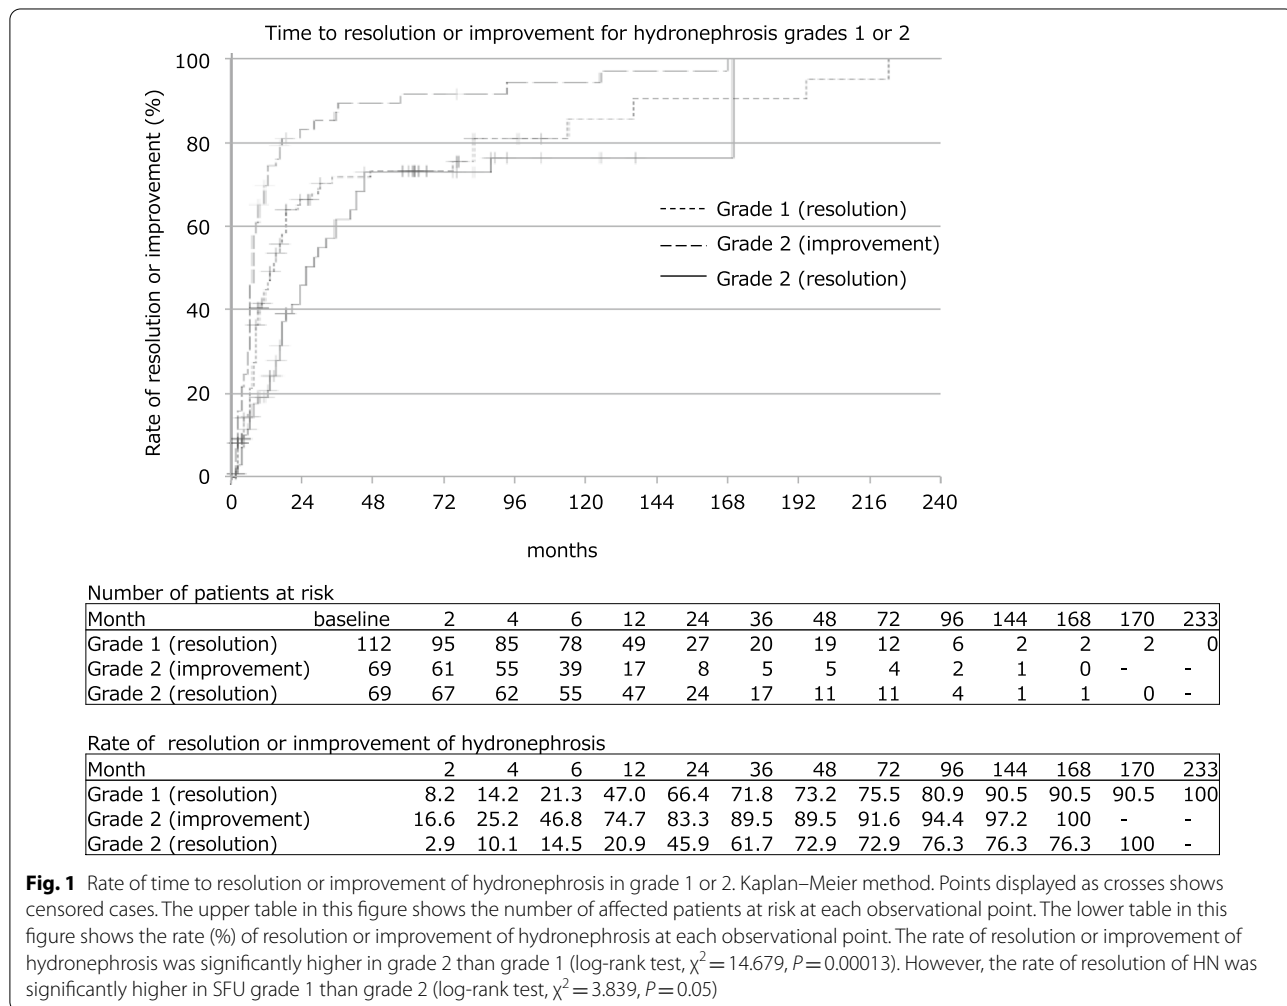 Time to resolution or improvement for hydronephrosis grades 1 or 2
Rate of resolution or improvement (%)
100
80
60
40
20
0
Grade 1 (resolution)
Grade 2 (improvement)
Grade 2 (resolution)
0 24 48 72 96 120 144 168 192 216 240
months
Number of patients at risk
Month baseline 2 4 6 12 24 36 48 72 96 144 168 170 233
Grade 1 (resolution) 112 95 85 78 49 27 20 19 12 6 2 2 2 0
Grade 2 (improvement) 69 61 55 39 17 8 5 5 4 2 1 0 - -
Grade 2 (resolution) 69 67 62 55 47 24 17 11 11 4 1 1 0 -
Rate of resolution or inmprovement of hydronephrosis
Month 2 4 6 12 24 36 48 72 96 144 168 170 233
Grade 1 (resolution) 8.2 14.2 21.3 47.0 66.4 71.8 73.2 75.5 80.9 90.5 90.5 90.5 100
Grade 2 (improvement) 16.6 25.2 46.8 74.7 83.3 89.5 89.5 91.6 94.4 97.2 100 - -
Grade 2 (resolution) 2.9 10.1 14.5 20.9 45.9 61.7 72.9 72.9 76.3 76.3 76.3 100 -
Fig. 1 Rate of time to resolution or improvement of hydronephrosis in grade 1 or 2. Kaplan–Meier method. Points displayed as crosses shows
censored cases. The upper table in this figure shows the number of affected patients at risk at each observational point. The lower table in this
figure shows the rate (%) of resolution or improvement of hydronephrosis at each observational point. The rate of resolution or improvement of
hydronephrosis was significantly higher in grade 2 than grade 1 (log-rank test, χ² = 14.679, P = 0.00013). However, the rate of resolution of HN was
significantly higher in SFU grade 1 than grade 2 (log-rank test, χ² = 3.839, P = 0.05)